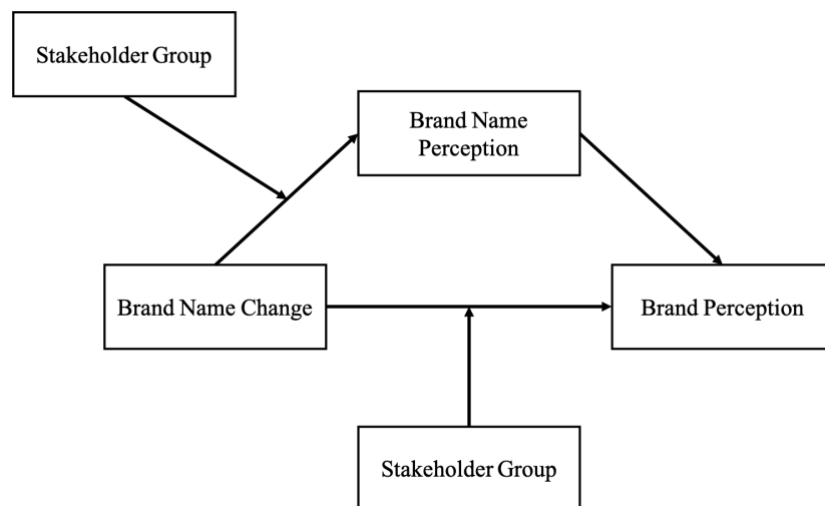 Stakeholder Group
Brand Name
Perception
Brand Name Change
Brand Perception
Stakeholder Group